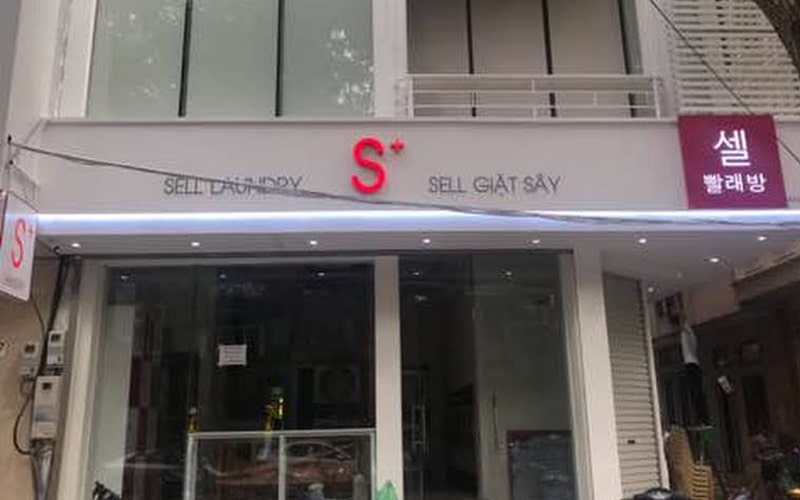 SELL LAUNDRY
S+
SELL GIẶT SẤY
셀
빨래방
S+